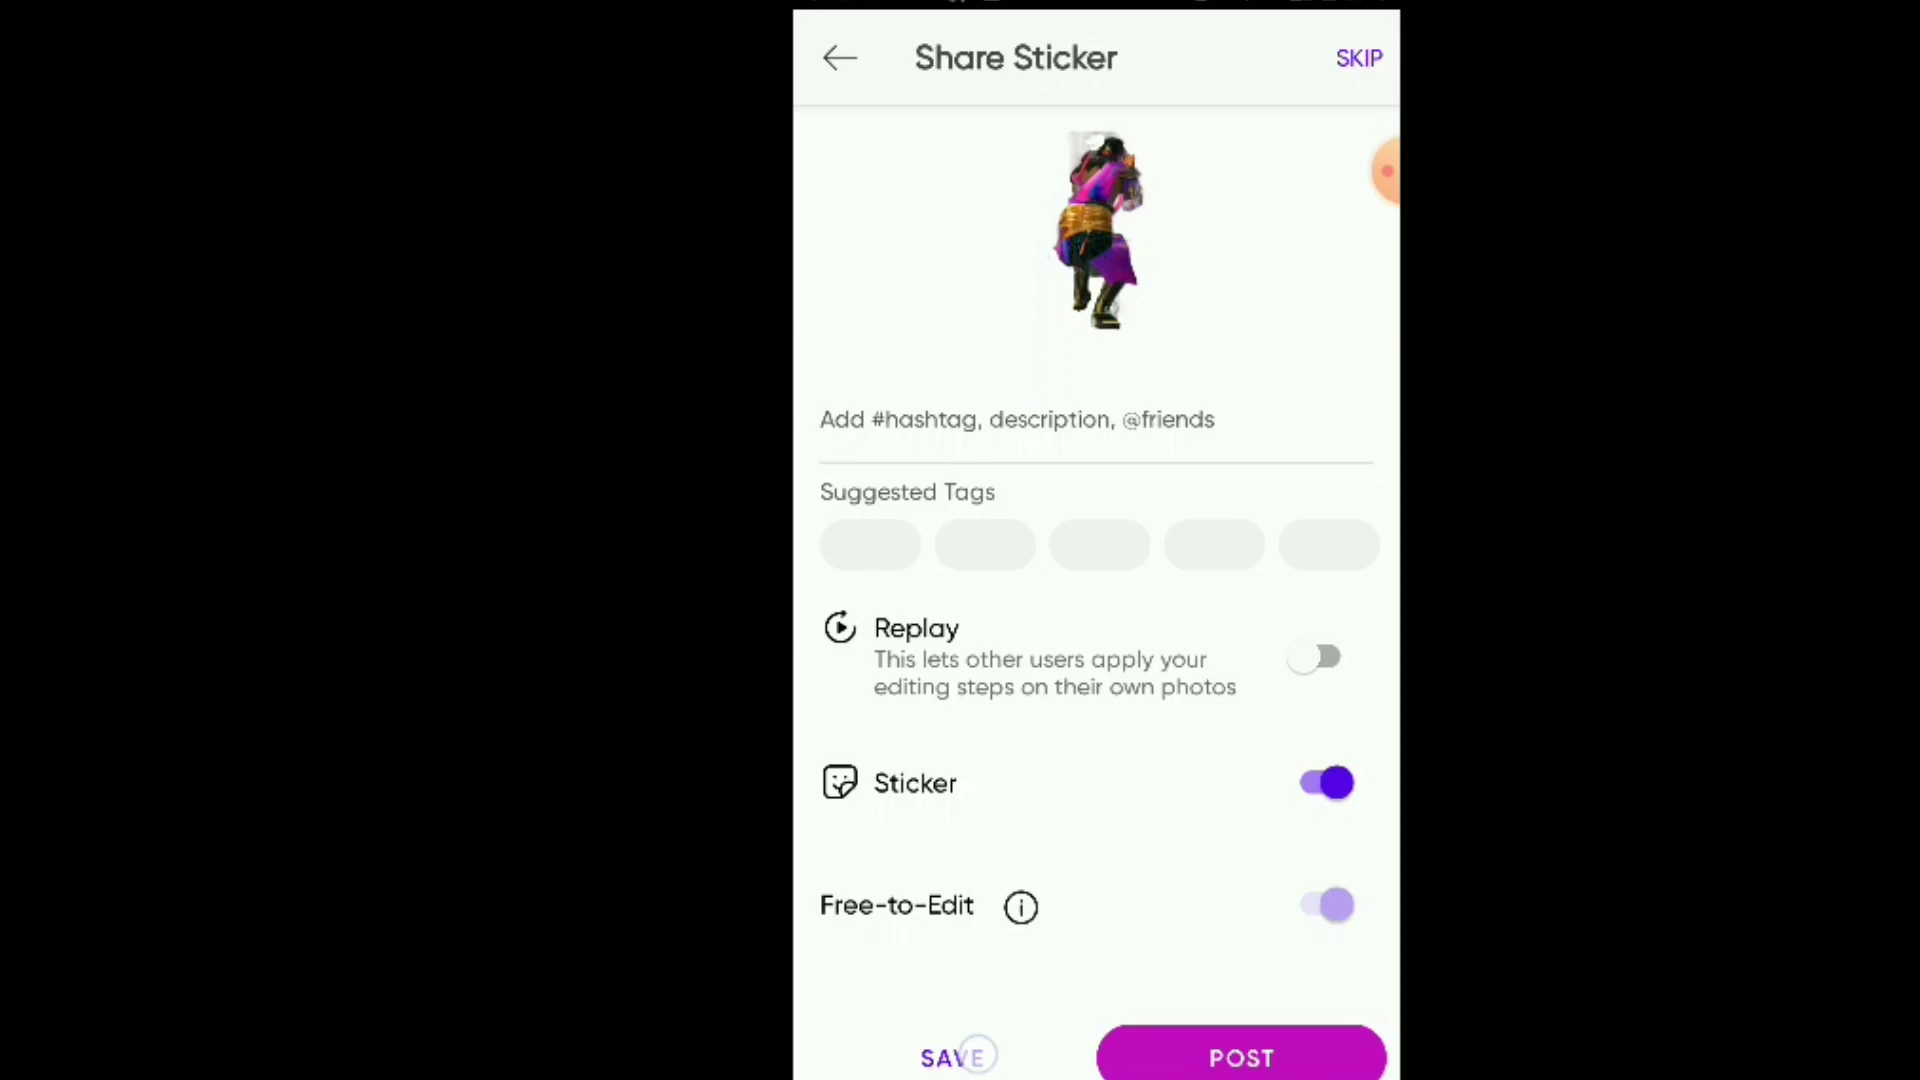 Share Sticker
SKIP
Add #hashtag, description, @friends
Suggested Tags
Replay
This lets other users apply your
editing steps on their own photos
Sticker
Free-to-Edit
SAVE
POST